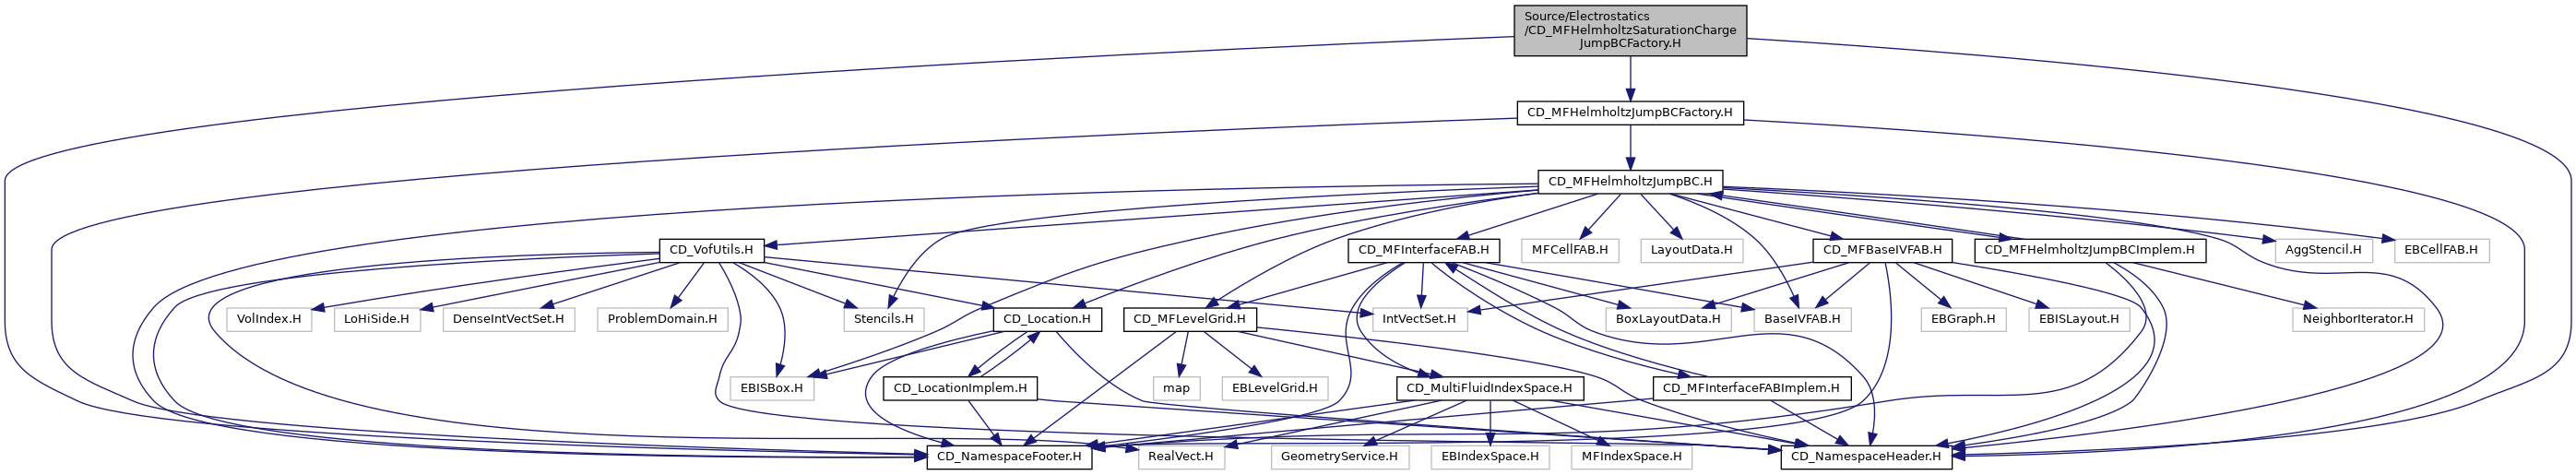 Source/Electrostatics
/CD_MFHelmholtzSaturationCharge
JumpBCFactory.H
CD_MFHelmholtzJumpBCFactory.H
CD_MFHelmholtzJumpBC.H
CD_VofUtils.H
CD_MFInterfaceFAB.H
MFCellFAB.H
LayoutData.H
CD_MFBaseIVFAB.H
CD_MFHelmholtzJumpBCImplem.H
AggStencil.H
EBCellFAB.H
VolIndex.H
LoHiSide.H
DenseIntVectSet.H
ProblemDomain.H
Stencils.H
CD_Location.H
CD_MFLevelGrid.H
IntVectSet.H
BoxLayoutData.H
BaseIVFAB.H
EBGraph.H
EBISLayout.H
NeighborIterator.H
EBISBox.H
CD_LocationImplem.H
map
EBLevelGrid.H
CD_MultiFluidIndexSpace.H
CD_MFInterfaceFABImplem.H
CD_NamespaceFooter.H
RealVect.H
GeometryService.H
EBIndexSpace.H
MFIndexSpace.H
CD_NamespaceHeader.H